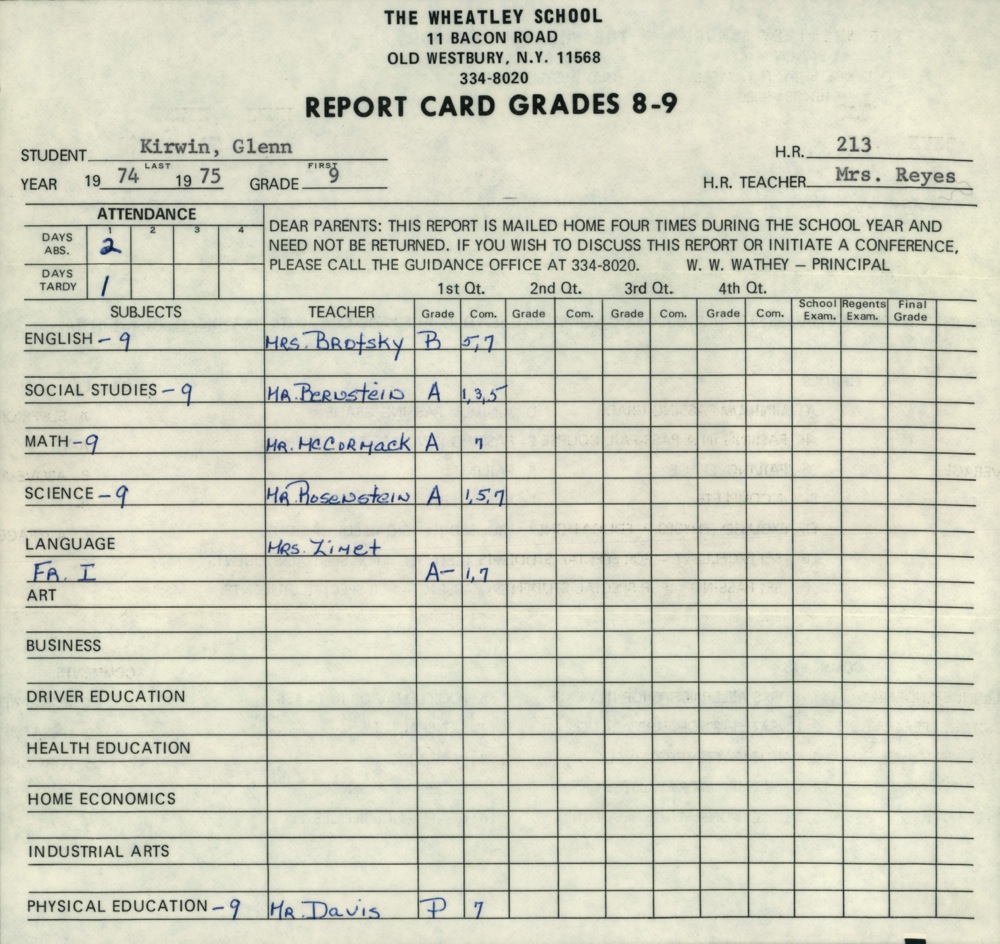 THE WHEATLEY SCHOOL
11 BACON ROAD
OLD WESTBURY, N.Y. 11568
334-8020
REPORT CARD GRADES 8-9
STUDENT Kirwin, Glenn H.R. 213
LAST FIRST
YEAR 19 74 19 75 GRADE 9 H.R. TEACHER Mrs. Reyes
ATTENDANCE
1 2 3 4
DAYS ABS. 2
DAYS TARDY 1
DEAR PARENTS: THIS REPORT IS MAILED HOME FOUR TIMES DURING THE SCHOOL YEAR AND
NEED NOT BE RETURNED. IF YOU WISH TO DISCUSS THIS REPORT OR INITIATE A CONFERENCE,
PLEASE CALL THE GUIDANCE OFFICE AT 334-8020. W. W. WATHEY – PRINCIPAL
1st Qt. 2nd Qt. 3rd Qt. 4th Qt.
SUBJECTS TEACHER Grade Com. Grade Com. Grade Com. Grade Com. School Exam. Regents Exam. Final Grade
ENGLISH - 9 MRS. BROTSKY B 5,7
SOCIAL STUDIES - 9 MR. BERNSTEIN A 1,3,5
MATH - 9 MR. MCCORMACK A 7
SCIENCE - 9 MR. ROSENSTEIN A 1,5,7
LANGUAGE MRS. ZIMET
FR. I A- 1,7
ART
BUSINESS
DRIVER EDUCATION
HEALTH EDUCATION
HOME ECONOMICS
INDUSTRIAL ARTS
PHYSICAL EDUCATION - 9 MR. DAVIS P 7